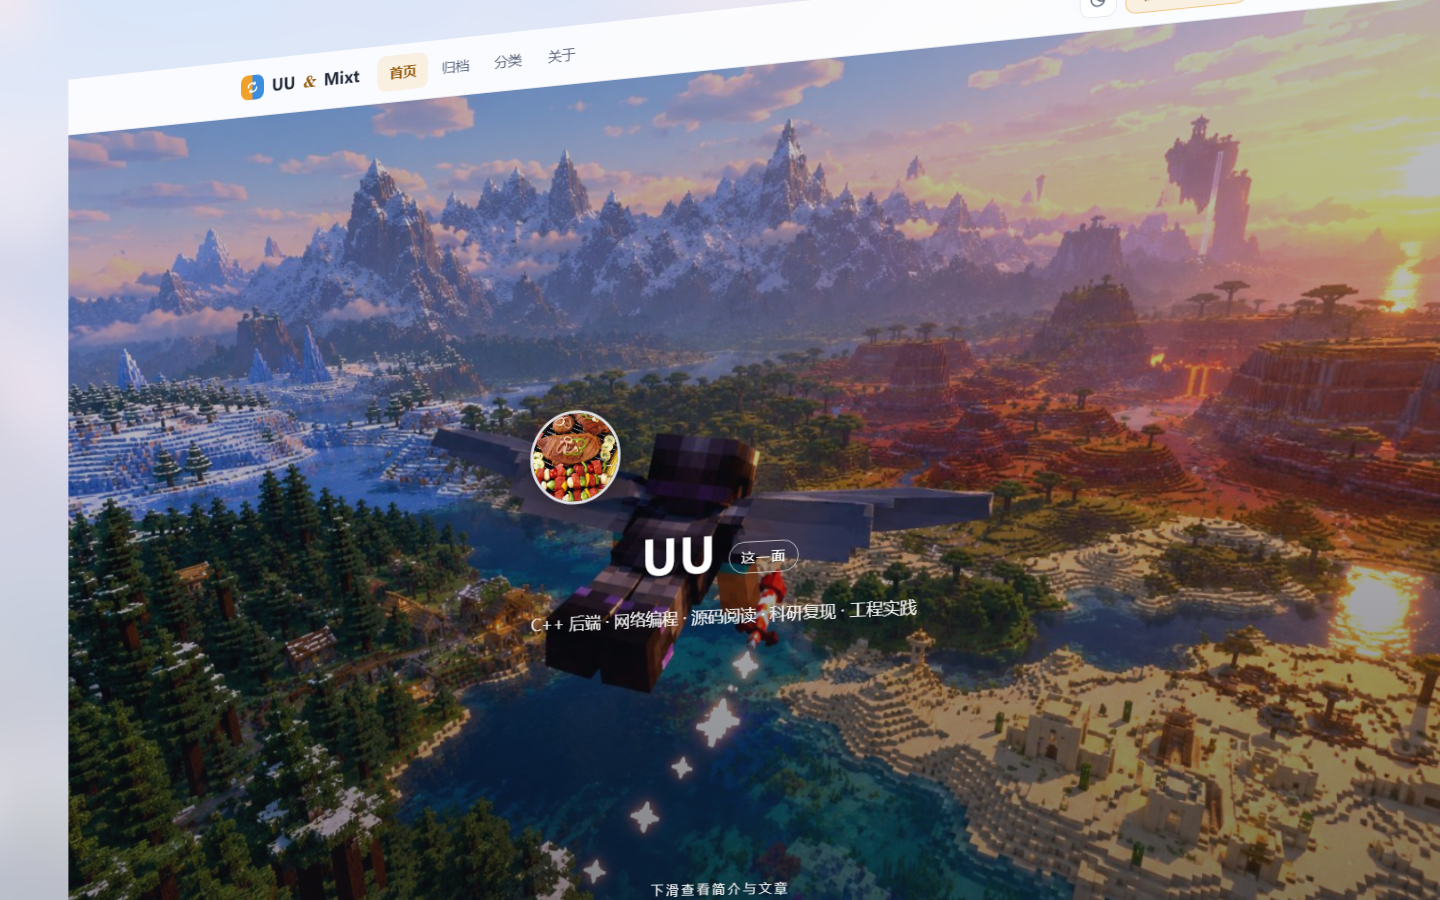 UU & Mixt 首页 归档 分类 关于
UU 这一面
C++ 后端 · 网络编程 · 源码阅读 · 科研复现 · 工程实践
下滑查看简介与文章